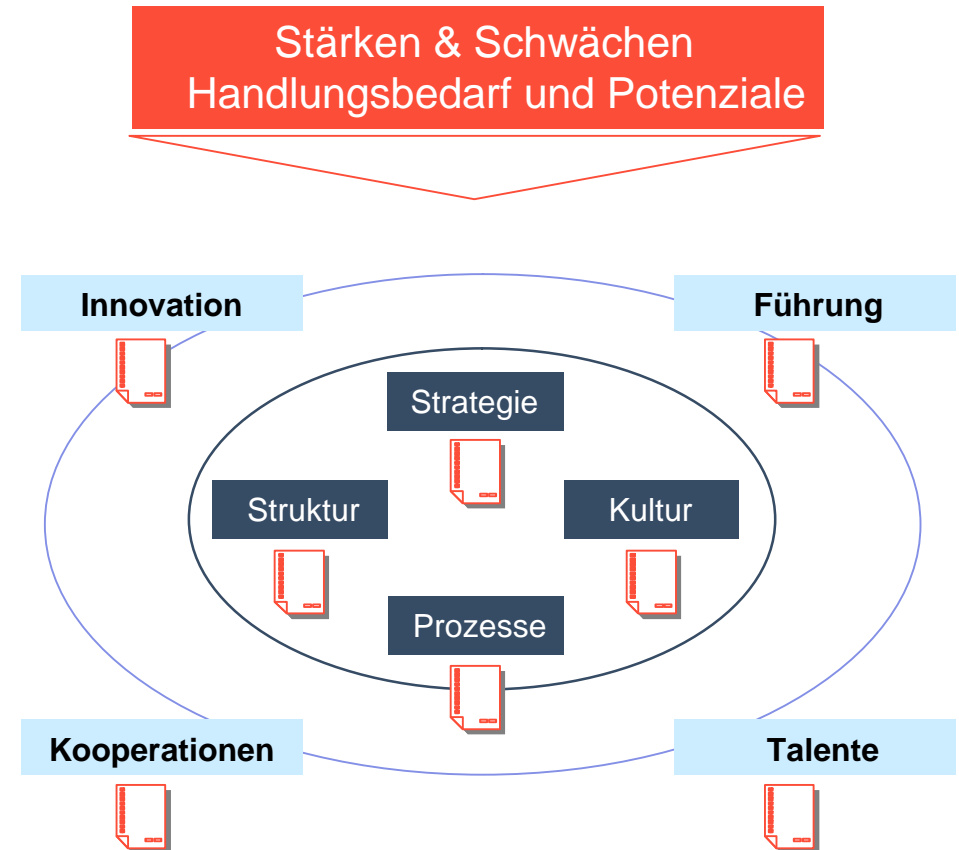 Stärken & Schwächen
Handlungsbedarf und Potenziale
Innovation
Führung
Strategie
Struktur
Kultur
Prozesse
Kooperationen
Talente